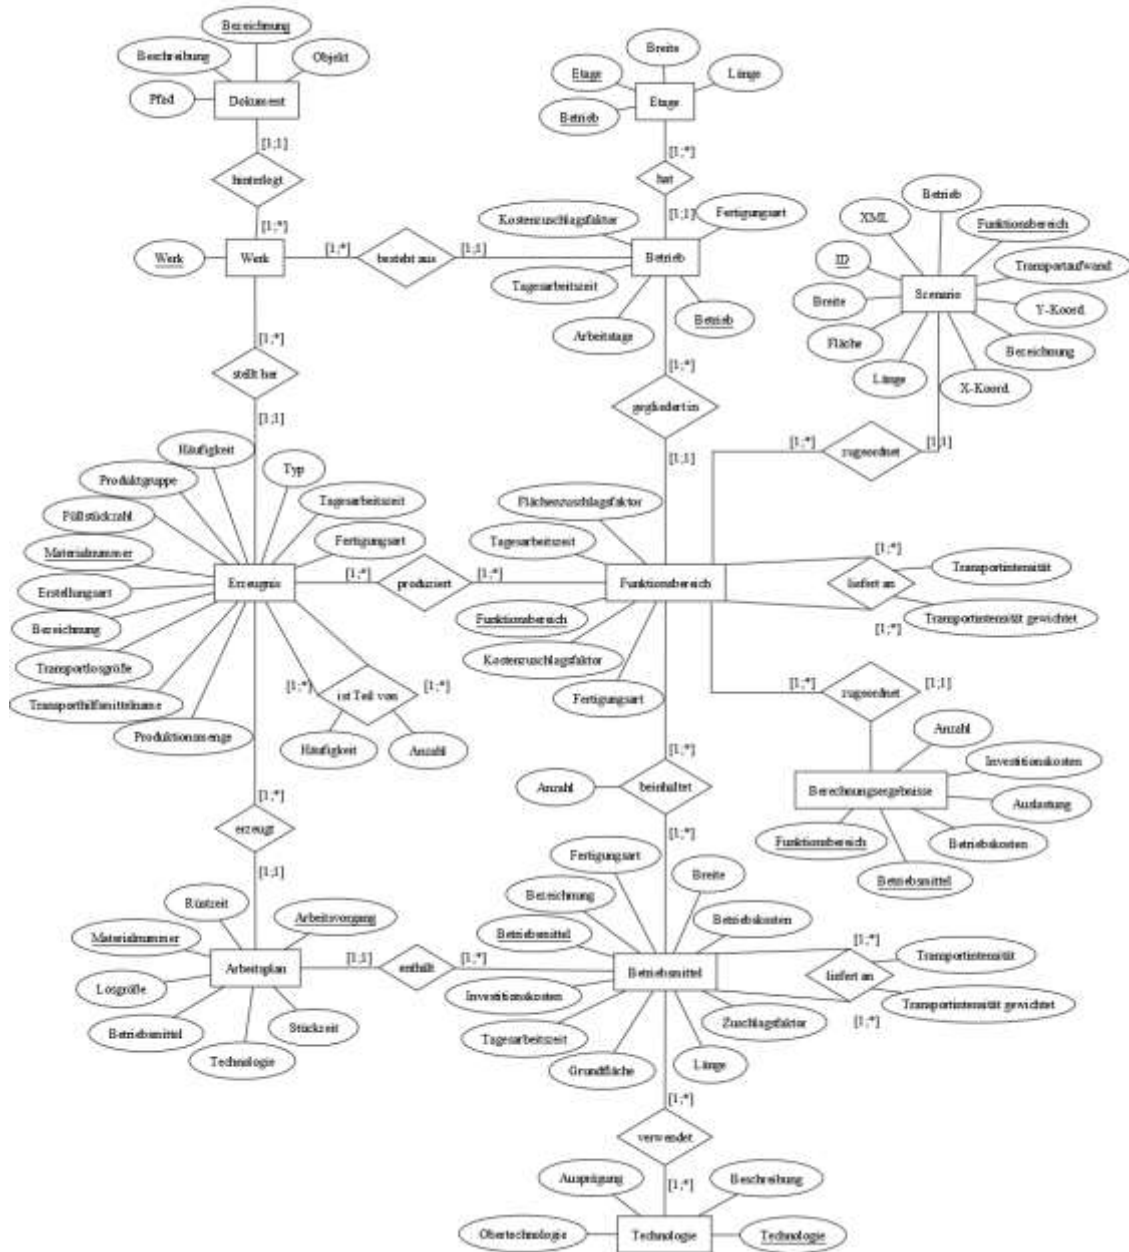 Bezeichnung
Beschreibung
Objekt
Pfad
Dokument
[1;1]
hinterlegt
[1;*]
Werk
Werk
[1;*]
besteht aus
[1;1]
Breite
Etage
Länge
Betrieb
Etage
[1;*]
hat
[1;1]
Kostenzuschlagsfaktor
Fertigungsart
Betrieb
Tagesarbeitszeit
Arbeitstage
Betrieb
Betrieb
XML
Funktionsbereich
ID
Transportaufwand
Breite
Scenario
Y-Koord.
Fläche
Bezeichnung
Länge
X-Koord.
[1;*]
stellt her
[1;1]
[1;*]
gegliedert in
[1;1]
[1;*]
zugeordnet
[1;1]
Häufigkeit
Typ
Produktgruppe
Tagesarbeitszeit
Füllstückzahl
Fertigungsart
Materialnummer
Erzeugnis
Erstellungsart
Bezeichnung
Transportlosgröße
Transporthilfsmittelname
Produktionsmenge
[1;*]
produziert
[1;*]
[1;*]
ist Teil von
[1;*]
Häufigkeit
Anzahl
Flächenzuschlagsfaktor
Tagesarbeitszeit
Funktionsbereich
Funktionsbereich
Kostenzuschlagsfaktor
Fertigungsart
[1;*]
liefert an
[1;*]
Transportintensität
Transportintensität gewichtet
[1;*]
zugeordnet
[1;1]
Anzahl
Investitionskosten
Berechnungsergebnisse
Auslastung
Funktionsbereich
Betriebskosten
Betriebsmittel
[1;*]
erzeugt
[1;1]
[1;*]
Anzahl
beinhaltet
[1;*]
Rüstzeit
Arbeitsvorgang
Materialnummer
Arbeitsplan
Losgröße
Betriebsmittel
Stückzeit
Technologie
[1;1]
enthält
[1;*]
Fertigungsart
Breite
Bezeichnung
Betriebskosten
Betriebsmittel
Betriebsmittel
Investitionskosten
Tagesarbeitszeit
Zuschlagsfaktor
Grundfläche
Länge
[1;*]
liefert an
[1;*]
Transportintensität
Transportintensität gewichtet
[1;*]
verwendet
[1;*]
Ausprägung
Beschreibung
Obertechnologie
Technologie
Technologie